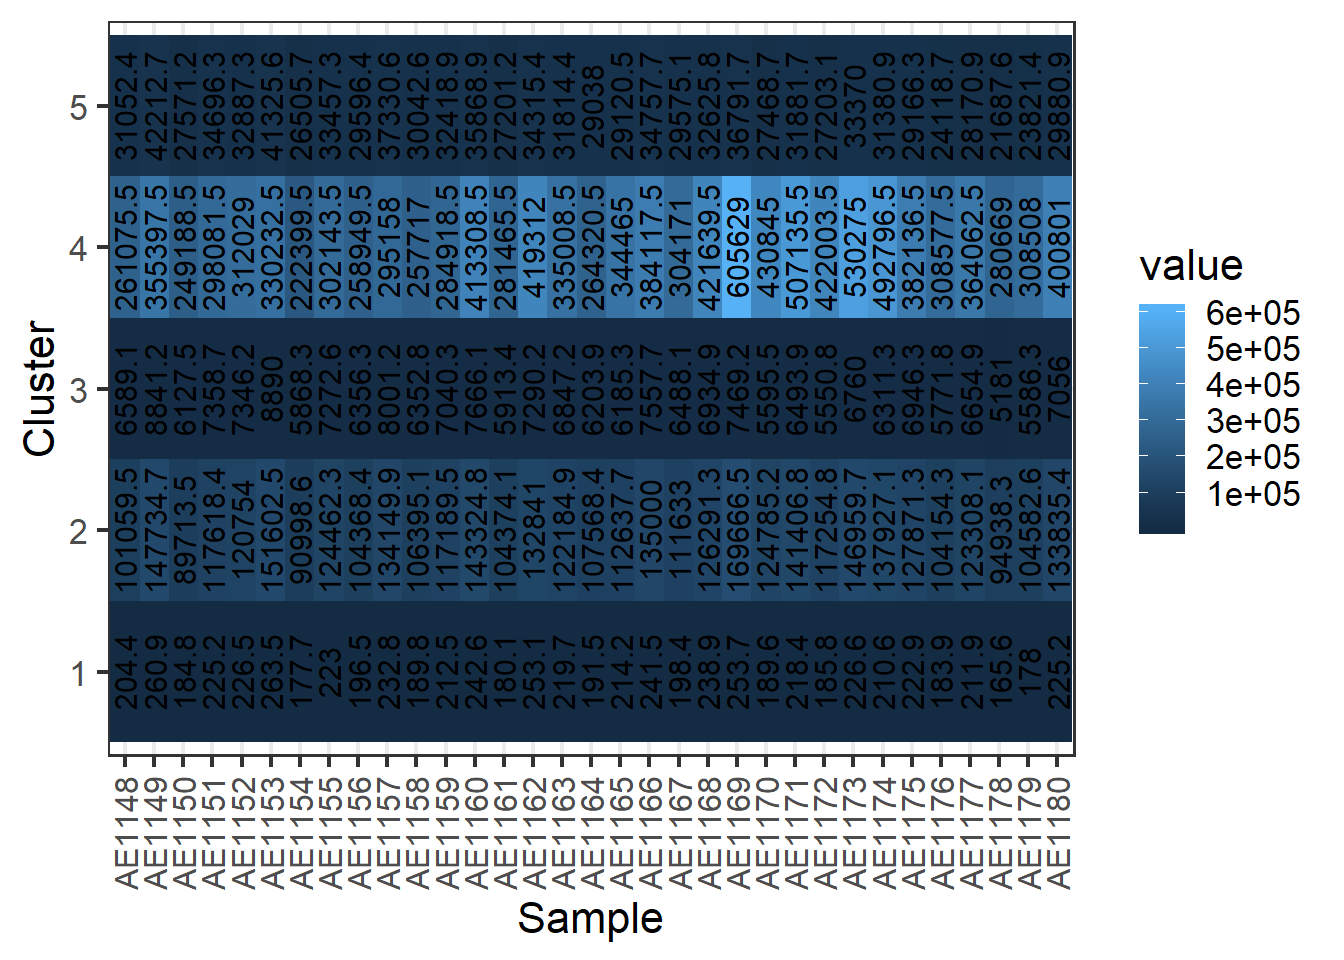 5
31052.4 42212.7 27571.2 34696.3 32887.3 41325.6 26505.7 33457.3 29596.4 37330.6 30042.6 32418.9 35868.9 27201.2 34315.4 31814.4 29038 29120.5 34757.7 29575.1 32625.8 36791.7 27468.7 31881.7 37203.1 33370 31380.9 29166.3 24118.7 28170.9 21687.6 23821.4 29880.9
4
261075.5 355397.5 249188.5 298081.5 312029 330232.5 222399.5 302143.5 258949.5 295158 257717 284918.5 413308.5 281465.5 419312 335008.5 264320.5 344465 384117.5 304171 421639.5 605629 430845 507135.5 422003.5 530275 492796.5 382136.5 308577.5 364062.5 280669 308508 400801
3
6589.1 8841.2 6127.5 7358.7 7346.2 8890 5868.3 7272.6 6356.3 8001.2 6352.8 7040.3 7666.1 5913.4 7290.2 6847.2 6203.9 6185.3 7557.7 6488.1 6934.9 7469.1 5595.5 6493.9 5550.8 6760 6311.3 6946.3 5771.8 6654.9 5181 5586.3 7056
2
101059.5 147734.7 89713.5 117618.4 120754 151602.5 90998.6 124462.3 104368.4 134149.9 106395.1 117189.5 143324.8 104374.1 132841 122184.9 107568.4 112637.7 135000 111633 126291.3 169666.5 124785.2 141406.8 117254.8 146959.7 137927.1 127871.3 104154.3 123308.1 94938.3 104582.6 133835.4
1
204.4 260.9 184.8 225.2 226.5 263.5 177.7 223 196.5 232.8 189.8 212.5 242.6 180.1 253.1 219.7 191.5 214.2 241.5 198.4 238.9 253.7 189.6 218.4 185.8 226.6 210.6 222.9 183.9 211.9 165.6 178 225.2
Cluster
AE1148 AE1149 AE1150 AE1151 AE1152 AE1153 AE1154 AE1155 AE1156 AE1157 AE1158 AE1159 AE1160 AE1161 AE1162 AE1163 AE1164 AE1165 AE1166 AE1167 AE1168 AE1169 AE1170 AE1171 AE1172 AE1173 AE1174 AE1175 AE1176 AE1177 AE1178 AE1179 AE1180
Sample
value
6e+05
5e+05
4e+05
3e+05
2e+05
1e+05